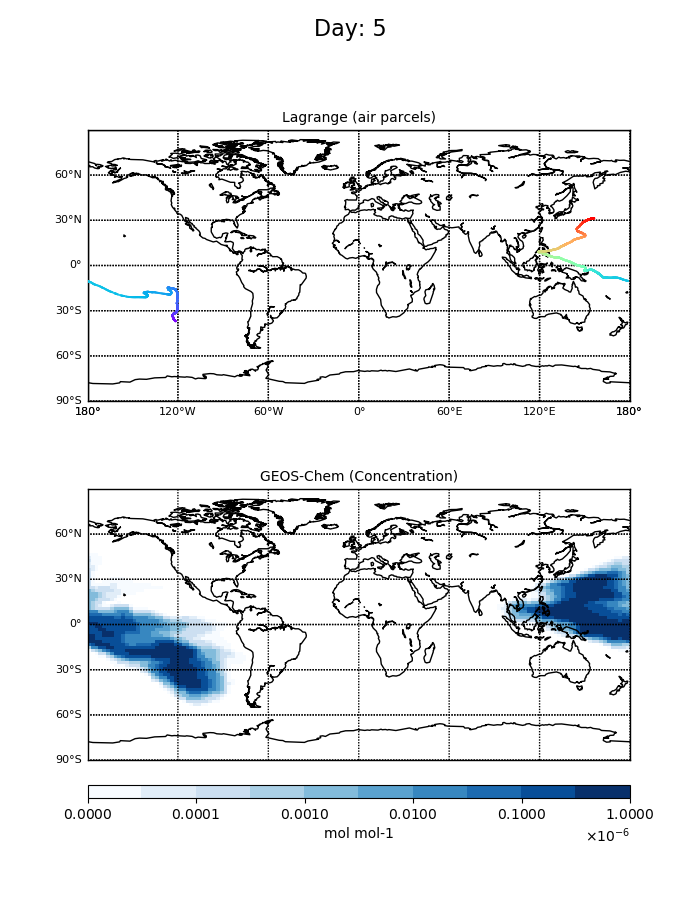 Day: 5
Lagrange (air parcels)
60°N
30°N
0°
30°S
60°S
90°S
180° 120°W 60°W 0° 60°E 120°E 180°
GEOS-Chem (Concentration)
60°N
30°N
0°
30°S
60°S
90°S
0.0000 0.0001 0.0010 0.0100 0.1000 1.0000
mol mol-1 ×10⁻⁶